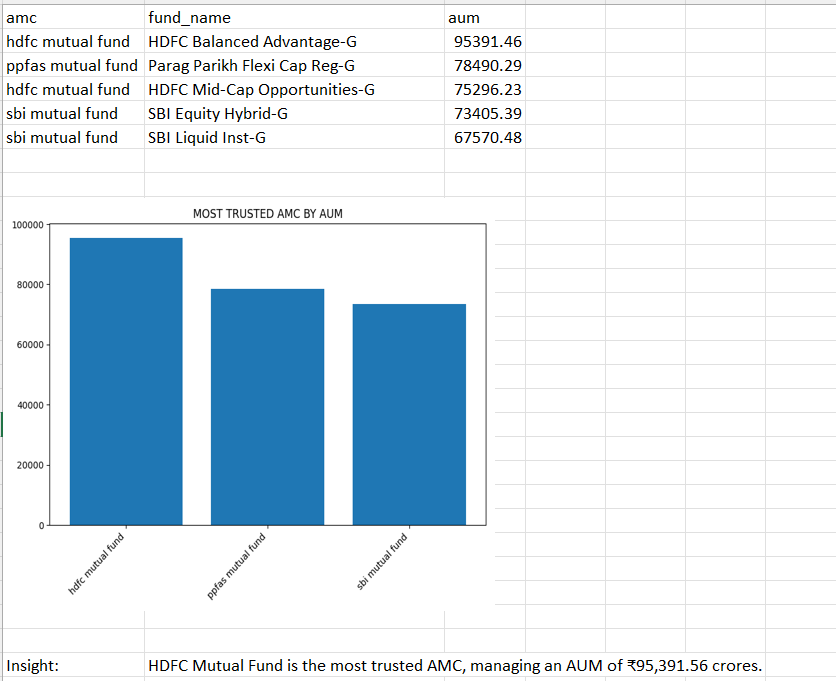 amc fund_name aum
hdfc mutual fund HDFC Balanced Advantage-G 95391.46
ppfas mutual fund Parag Parikh Flexi Cap Reg-G 78490.29
hdfc mutual fund HDFC Mid-Cap Opportunities-G 75296.23
sbi mutual fund SBI Equity Hybrid-G 73405.39
sbi mutual fund SBI Liquid Inst-G 67570.48
MOST TRUSTED AMC BY AUM
100000
80000
60000
40000
20000
0
hdfc mutual fund
ppfas mutual fund
sbi mutual fund
Insight: HDFC Mutual Fund is the most trusted AMC, managing an AUM of ₹95,391.56 crores.